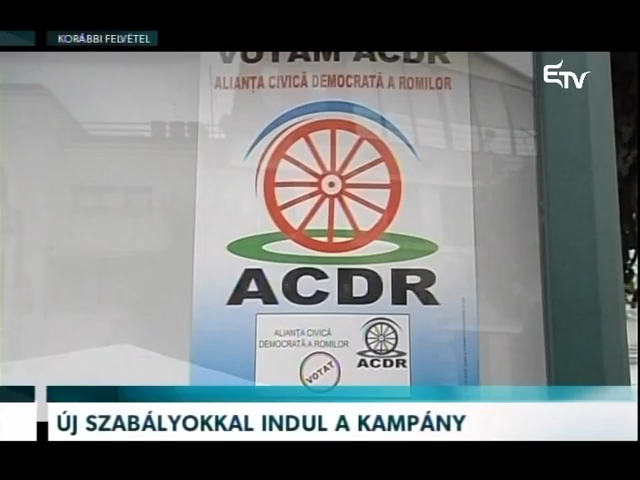 KORÁBBI FELVÉTEL
ETV
VOTĂM ACDR
ALIANȚA CIVICĂ DEMOCRATĂ A ROMILOR
ACDR
ALIANȚA CIVICĂ
DEMOCRATĂ A ROMILOR
VOTAT
ACDR
ÚJ SZABÁLYOKKAL INDUL A KAMPÁNY